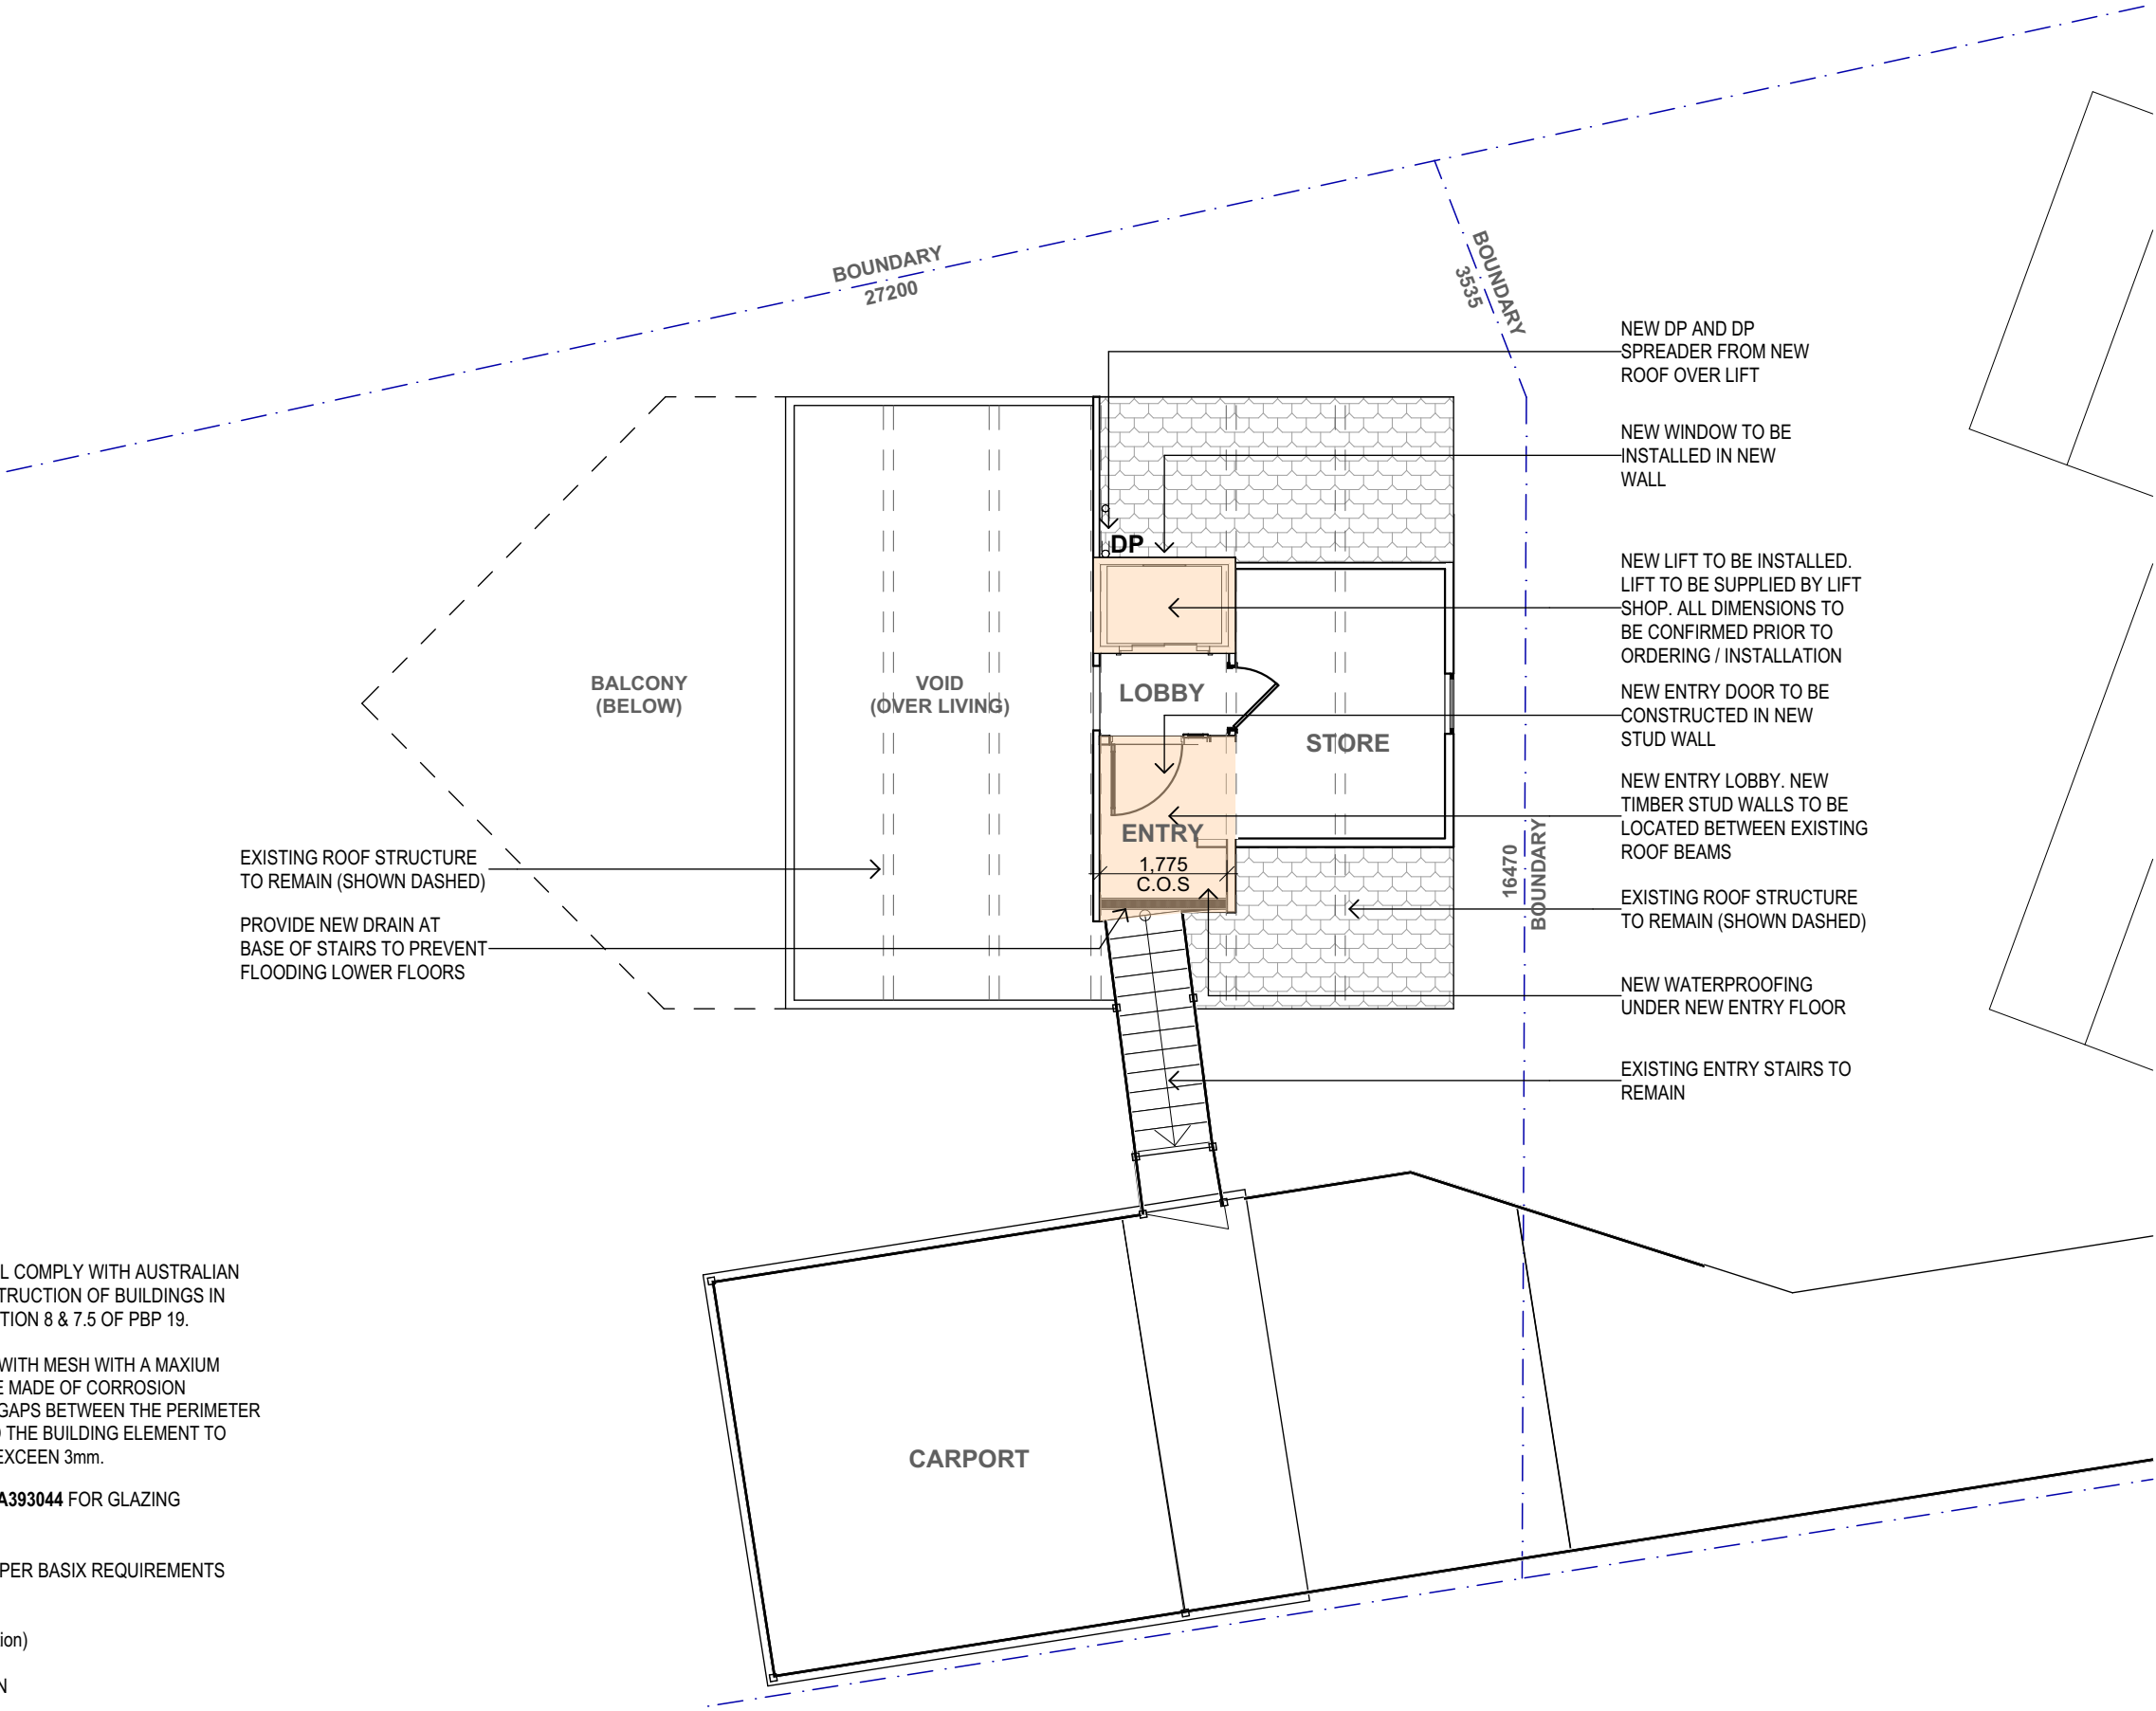 BOUNDARY
27200
BOUNDARY
3535
NEW DP AND DP
SPREADER FROM NEW
ROOF OVER LIFT
NEW WINDOW TO BE
INSTALLED IN NEW
WALL
DP
NEW LIFT TO BE INSTALLED.
LIFT TO BE SUPPLIED BY LIFT
SHOP. ALL DIMENSIONS TO
BE CONFIRMED PRIOR TO
ORDERING / INSTALLATION
BALCONY
(BELOW)
VOID
(OVER LIVING)
LOBBY
STORE
NEW ENTRY DOOR TO BE
CONSTRUCTED IN NEW
STUD WALL
NEW ENTRY LOBBY. NEW
TIMBER STUD WALLS TO BE
LOCATED BETWEEN EXISTING
ROOF BEAMS
ENTRY
1,775
C.O.S
16470
BOUNDARY
EXISTING ROOF STRUCTURE
TO REMAIN (SHOWN DASHED)
EXISTING ROOF STRUCTURE
TO REMAIN (SHOWN DASHED)
PROVIDE NEW DRAIN AT
BASE OF STAIRS TO PREVENT
FLOODING LOWER FLOORS
NEW WATERPROOFING
UNDER NEW ENTRY FLOOR
EXISTING ENTRY STAIRS TO
REMAIN
CARPORT
L COMPLY WITH AUSTRALIAN
TRUCTION OF BUILDINGS IN
TION 8 & 7.5 OF PBP 19.
WITH MESH WITH A MAXIUM
E MADE OF CORROSION
GAPS BETWEEN THE PERIMETER
THE BUILDING ELEMENT TO
EXCEEN 3mm.
A393044 FOR GLAZING
PER BASIX REQUIREMENTS
ion)
N